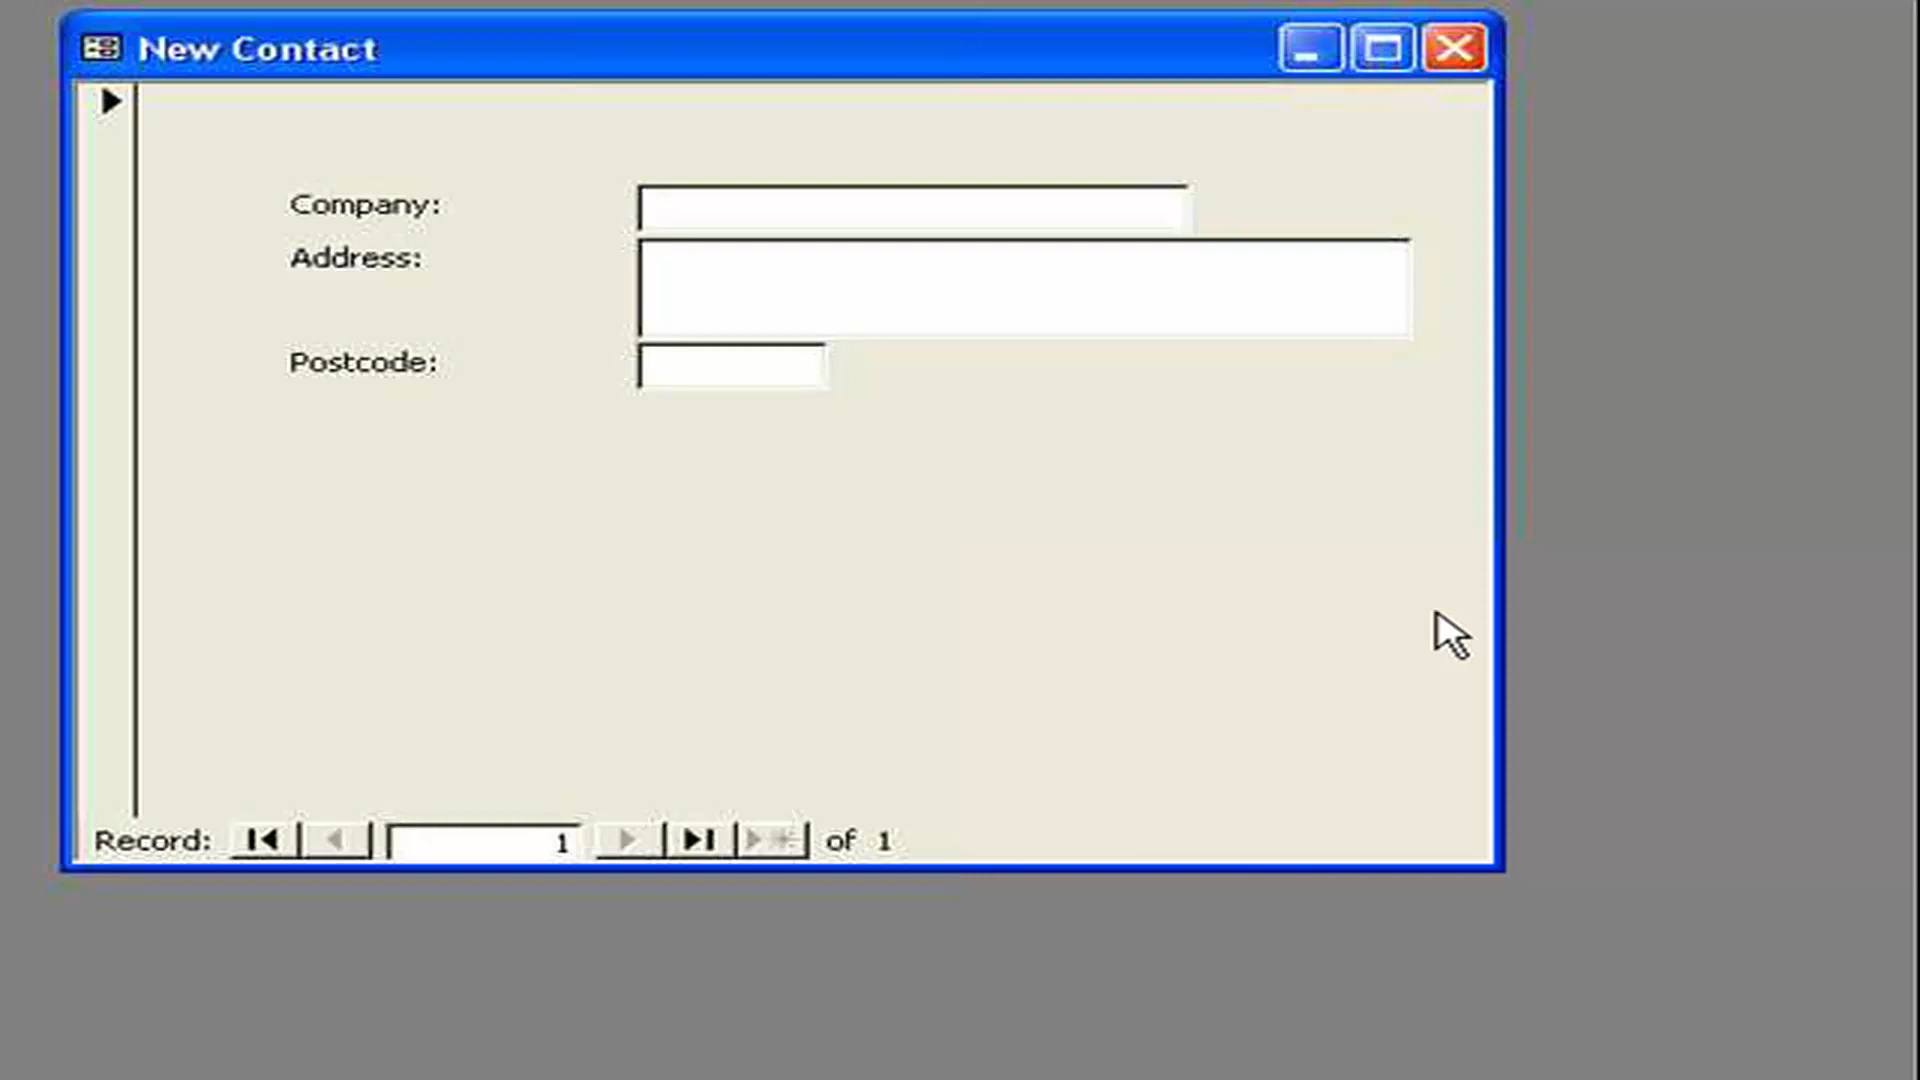 New Contact
Company:
Address:
Postcode:
Record: 1 of 1